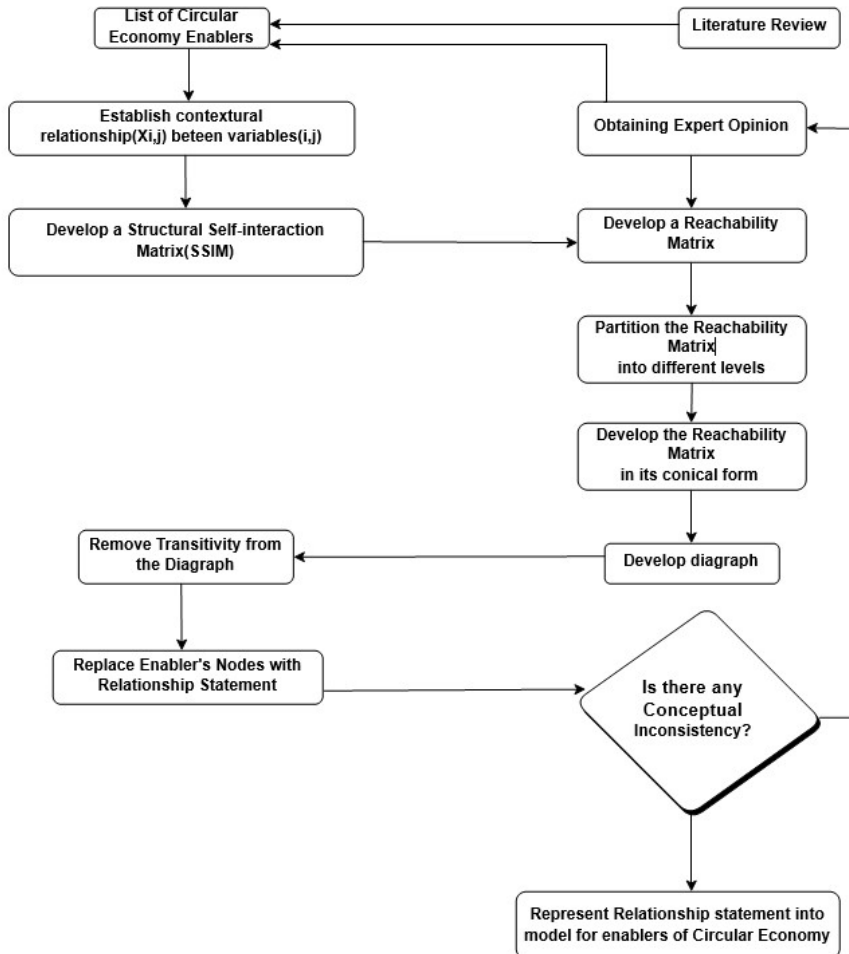 List of Circular
Economy Enablers
Literature Review
Establish contextural
relationship(Xi,j) beteen variables(i,j)
Obtaining Expert Opinion
Develop a Structural Self-interaction
Matrix(SSIM)
Develop a Reachability
Matrix
Partition the Reachability
Matrix
into different levels
Develop the Reachability
Matrix
in its conical form
Remove Transitivity from
the Diagraph
Develop diagraph
Replace Enabler's Nodes with
Relationship Statement
Is there any
Conceptual
Inconsistency?
Represent Relationship statement into
model for enablers of Circular Economy